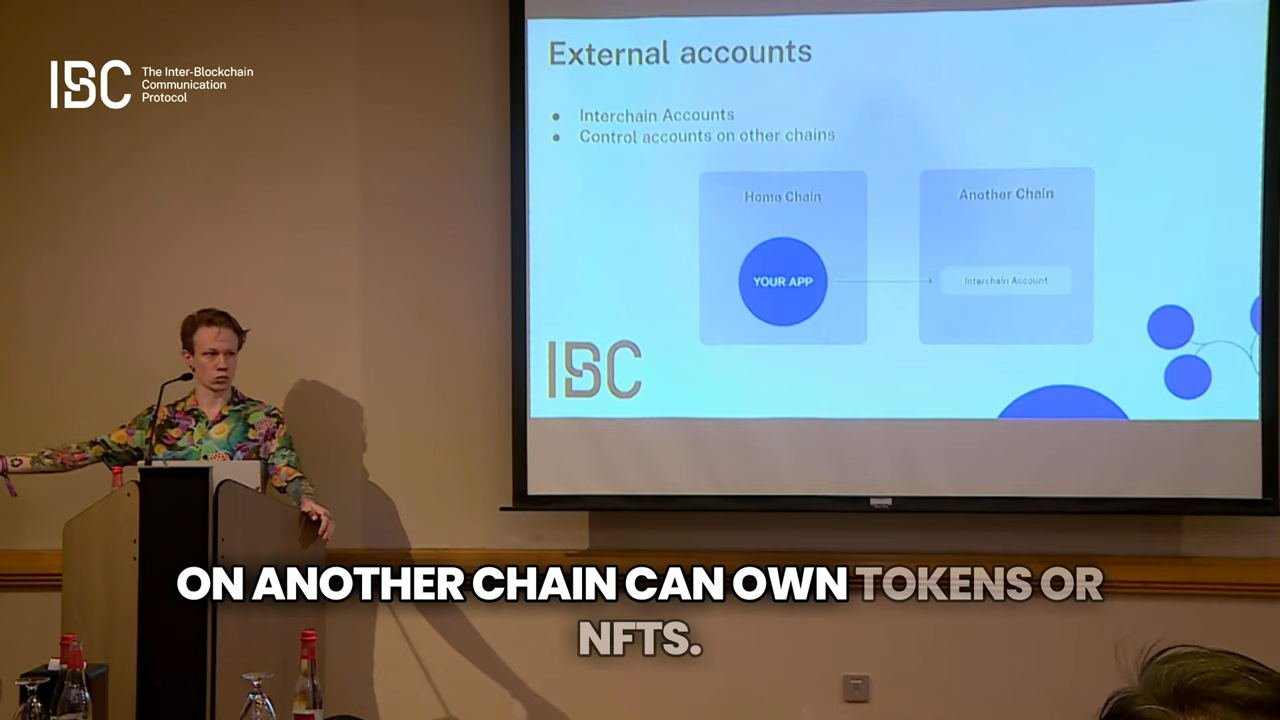 IBC
The Inter-Blockchain
Communication
Protocol
External accounts
● Interchain Accounts
● Control accounts on other chains
Home Chain
Another Chain
YOUR APP
Interchain Account
IBC
ON ANOTHER CHAIN CAN OWN TOKENS OR
NFTS.